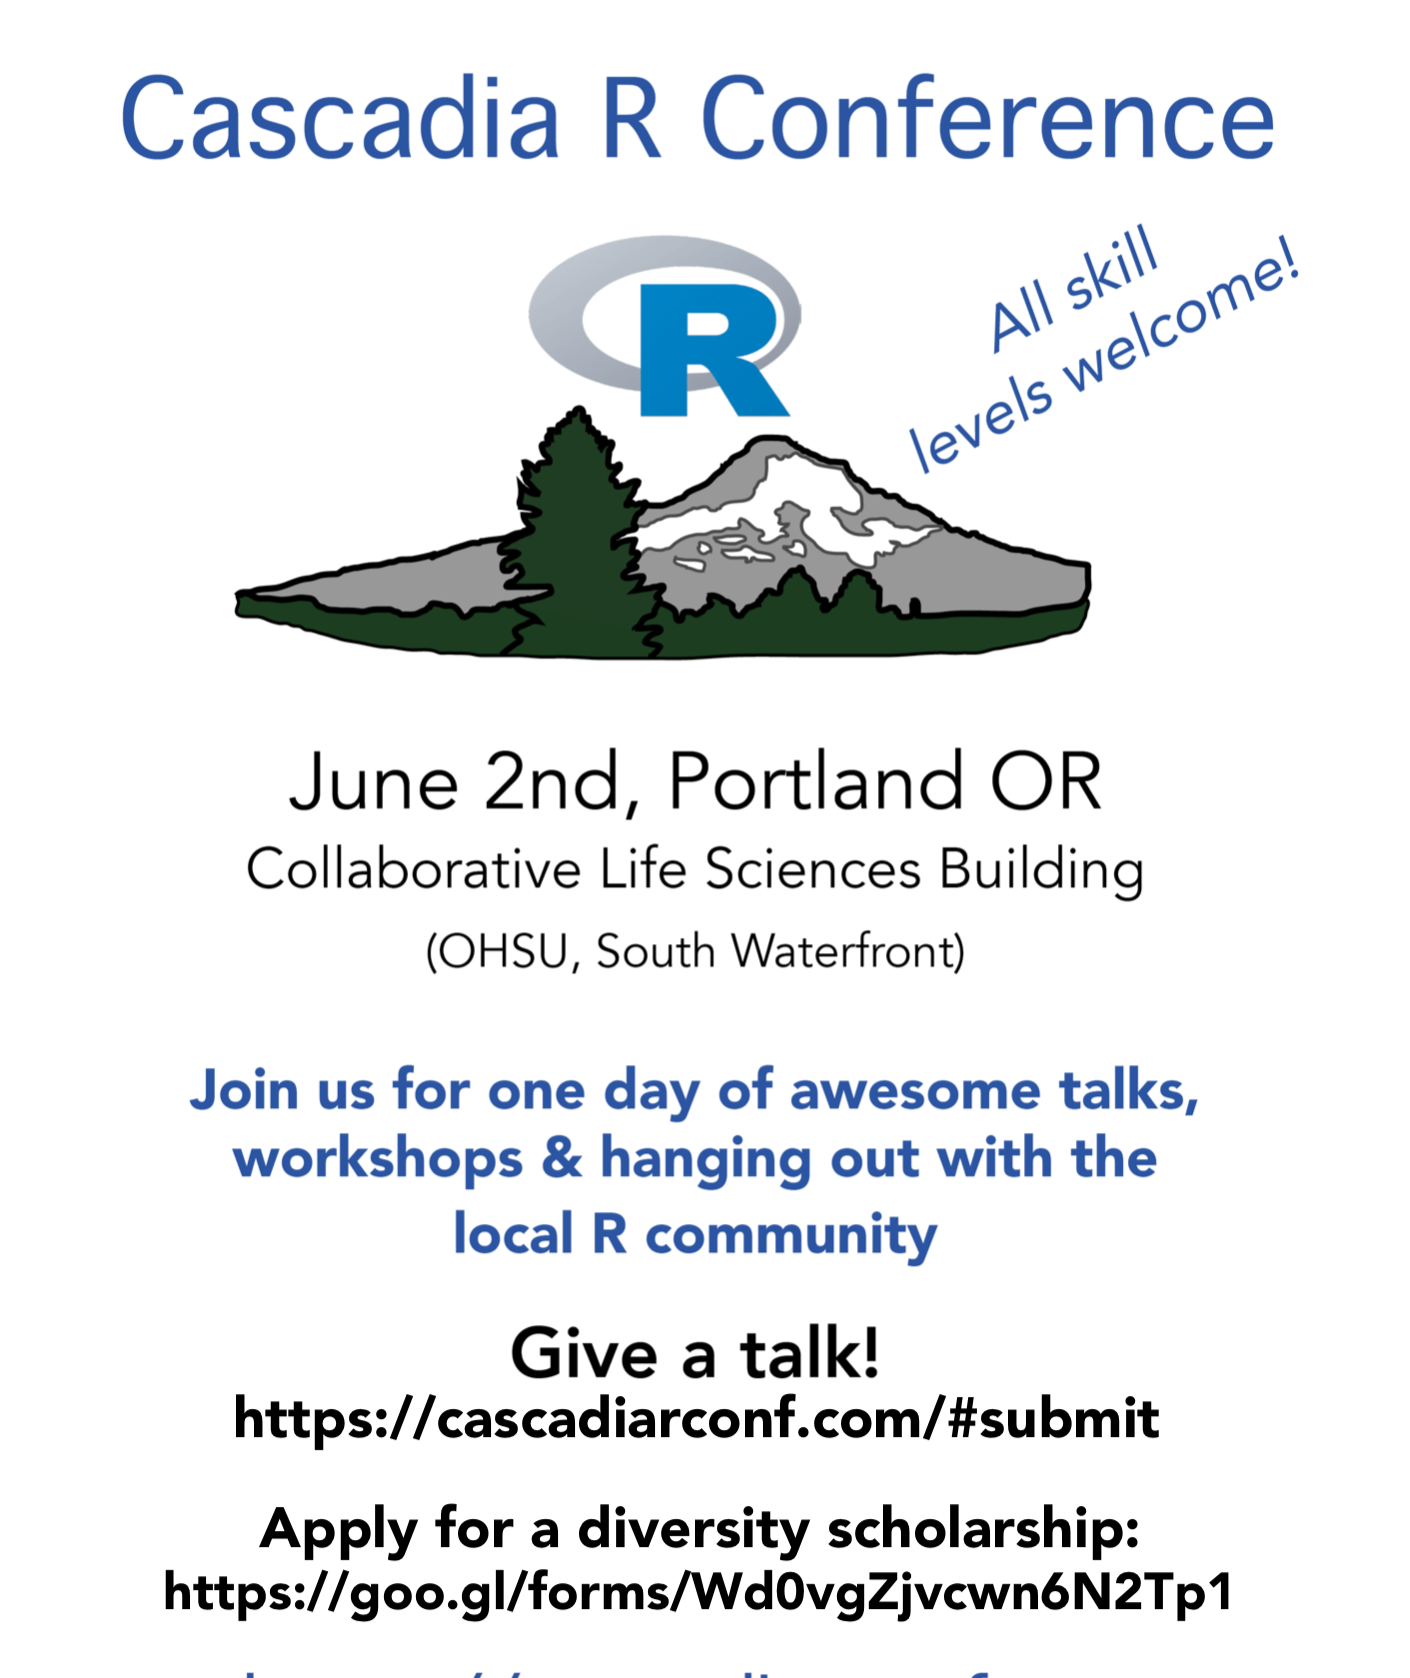 Cascadia R Conference
R
All skill
levels welcome!
June 2nd, Portland OR
Collaborative Life Sciences Building
(OHSU, South Waterfront)
Join us for one day of awesome talks,
workshops & hanging out with the
local R community
Give a talk!
https://cascadiarconf.com/#submit
Apply for a diversity scholarship:
https://goo.gl/forms/Wd0vgZjvcwn6N2Tp1